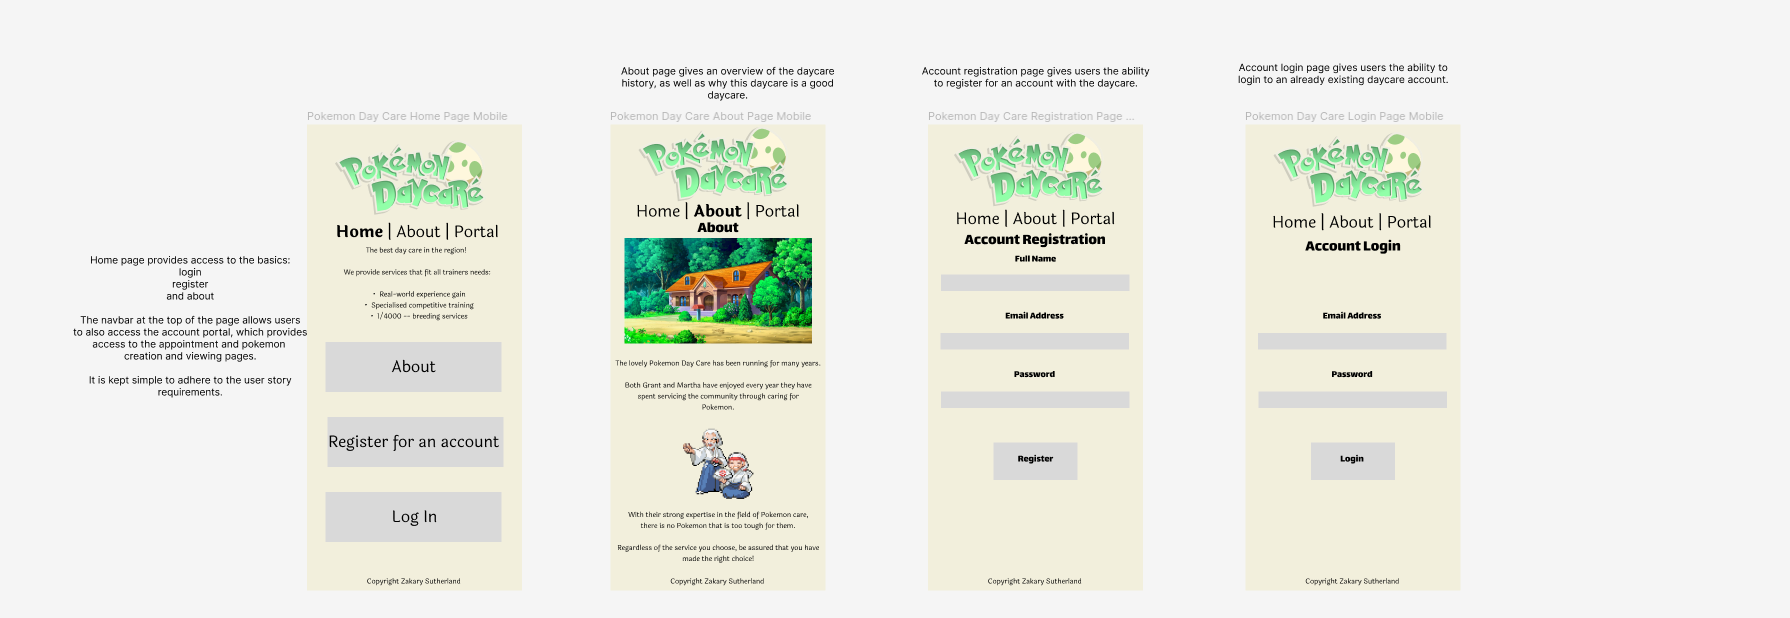 About page gives an overview of the daycare
history, as well as why this daycare is a good
daycare.
Account registration page gives users the ability
to register for an account with the daycare.
Account login page gives users the ability to
login to an already existing daycare account.
Home page provides access to the basics:
login
register
and about
The navbar at the top of the page allows users
to also access the account portal, which provides
access to the appointment and pokemon
creation and viewing pages.
It is kept simple to adhere to the user story
requirements.
Pokemon Day Care Home Page Mobile
POKéMON
DaYCaRé
Home | About | Portal
The best day care in the region!
We provide services that fit all trainers needs:
• Real-world experience gain
• Specialised competitive training
• 1/4000 -- breeding services
About
Register for an account
Log In
Copyright Zakary Sutherland
Pokemon Day Care About Page Mobile
POKéMON
DaYCaRé
Home | About | Portal
About
The lovely Pokemon Day Care has been running for many years.
Both Grant and Martha have enjoyed every year they have
spent servicing the community through caring for
Pokemon.
With their strong expertise in the field of Pokemon care,
there is no Pokemon that is too tough for them.
Regardless of the service you choose, be assured that you have
made the right choice!
Copyright Zakary Sutherland
Pokemon Day Care Registration Page ...
POKéMON
DaYCaRé
Home | About | Portal
Account Registration
Full Name
Email Address
Password
Register
Copyright Zakary Sutherland
Pokemon Day Care Login Page Mobile
POKéMON
DaYCaRé
Home | About | Portal
Account Login
Email Address
Password
Login
Copyright Zakary Sutherland